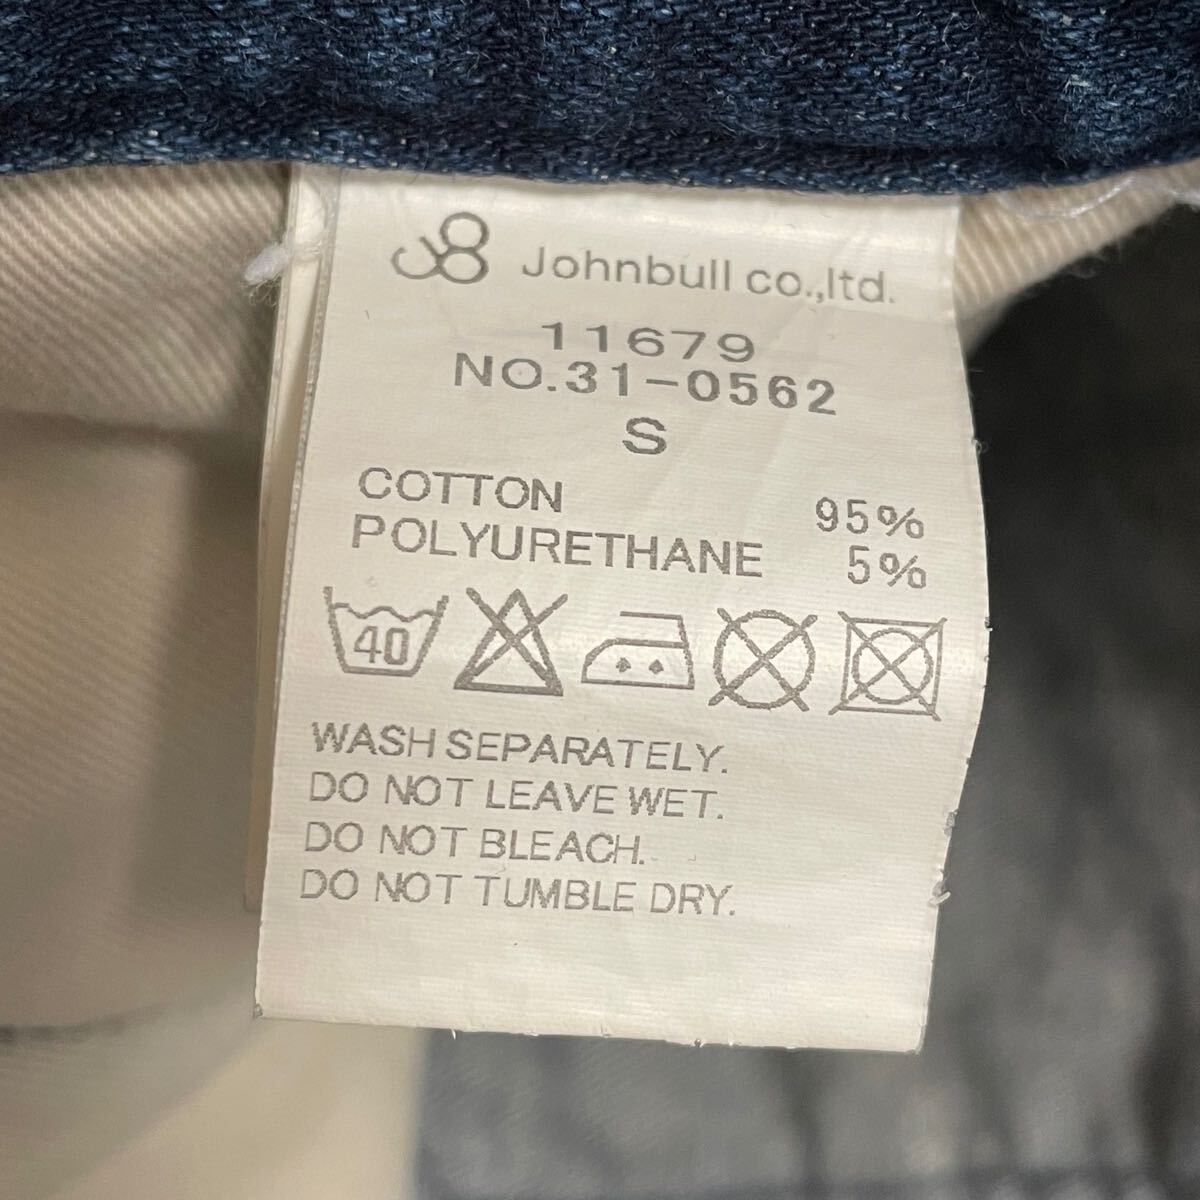 Johnbull co.,ltd.
11679
NO.31-0562
S
COTTON 95%
POLYURETHANE 5%
40
WASH SEPARATELY.
DO NOT LEAVE WET.
DO NOT BLEACH.
DO NOT TUMBLE DRY.